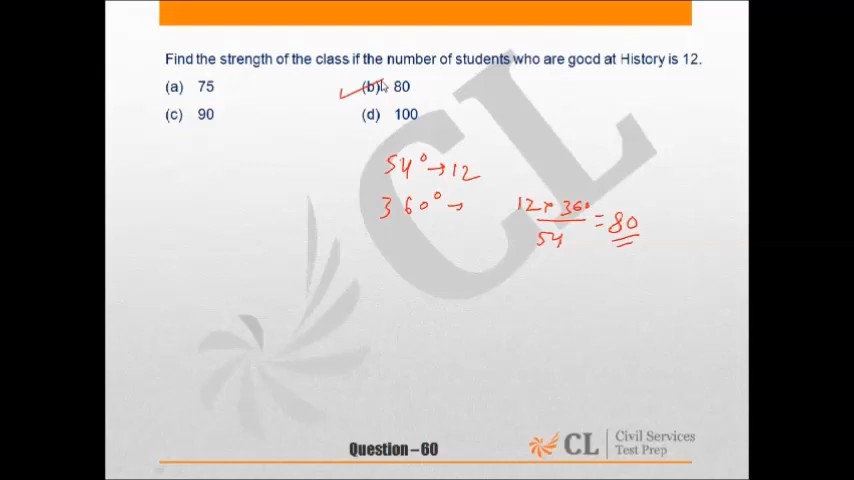 Find the strength of the class if the number of students who are good at History is 12.
(a) 75 (b) 80
(c) 90 (d) 100
54° → 12
360° → 12 × 360 / 54 = 80
Question – 60
CL Civil Services
Test Prep